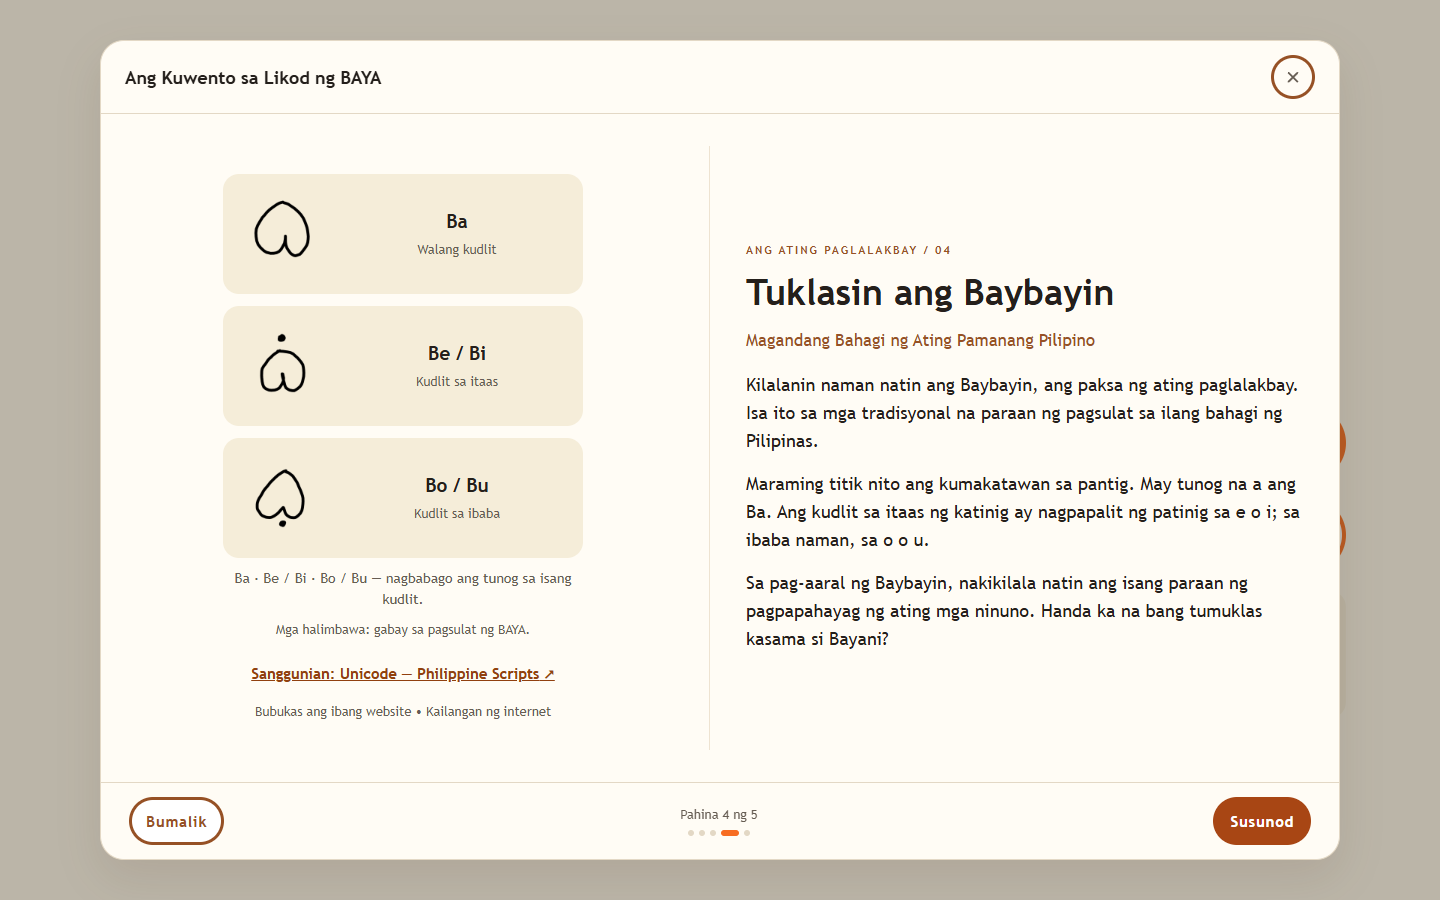 Ang Kuwento sa Likod ng BAYA
✕
ᜊ
Ba
Walang kudlit
ᜊᜒ
Be / Bi
Kudlit sa itaas
ᜊᜓ
Bo / Bu
Kudlit sa ibaba
Ba · Be / Bi · Bo / Bu — nagbabago ang tunog sa isang
kudlit.
Mga halimbawa: gabay sa pagsulat ng BAYA.
Sanggunian: Unicode — Philippine Scripts ↗
Bubukas ang ibang website • Kailangan ng internet
ANG ATING PAGLALAKBAY / 04
Tuklasin ang Baybayin
Magandang Bahagi ng Ating Pamanang Pilipino
Kilalanin naman natin ang Baybayin, ang paksa ng ating paglalakbay.
Isa ito sa mga tradisyonal na paraan ng pagsulat sa ilang bahagi ng
Pilipinas.
Maraming titik nito ang kumakatawan sa pantig. May tunog na a ang
Ba. Ang kudlit sa itaas ng katinig ay nagpapalit ng patinig sa e o i; sa
ibaba naman, sa o o u.
Sa pag-aaral ng Baybayin, nakikilala natin ang isang paraan ng
pagpapahayag ng ating mga ninuno. Handa ka na bang tumuklas
kasama si Bayani?
Bumalik
Pahina 4 ng 5
Susunod